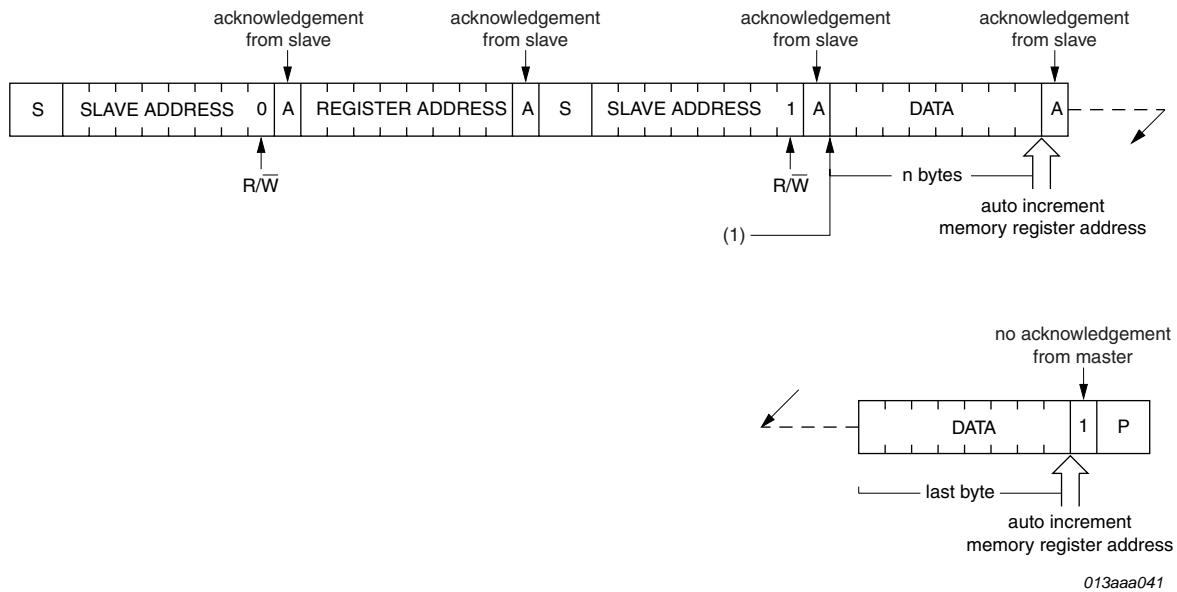 acknowledgement
from slave
acknowledgement
from slave
acknowledgement
from slave
acknowledgement
from slave
S SLAVE ADDRESS 0 A REGISTER ADDRESS A S SLAVE ADDRESS 1 A DATA A
R/W̅
R/W̅
n bytes
auto increment
memory register address
(1)
no acknowledgement
from master
DATA 1 P
last byte
auto increment
memory register address
013aaa041